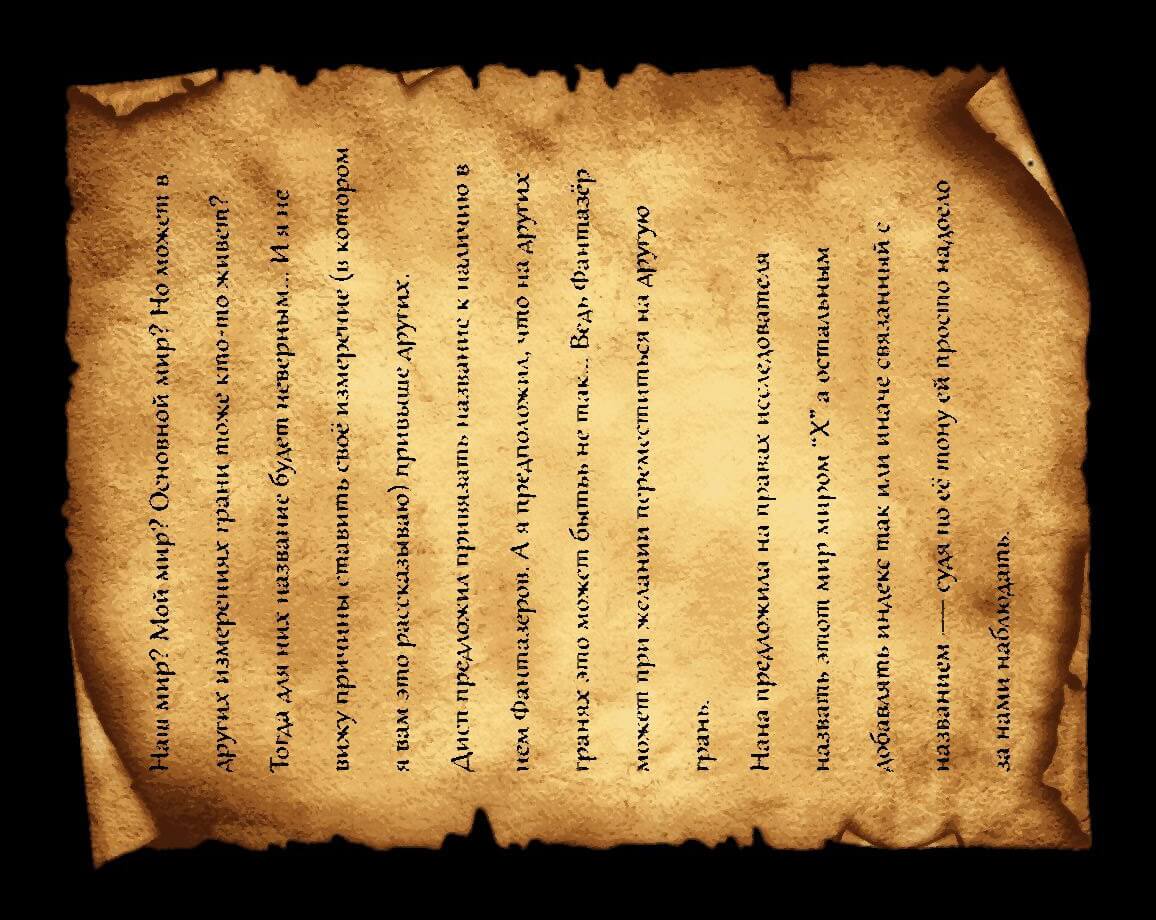 Наш мир? Мой мир? Основной мир? Но может в
других измерениях грани тоже кто-то живет?
Тогда для них название будет неверным... И я не
вижу причины ставить своё измерение (в котором
я вам это рассказываю) привыше других.
Дисп предложил привязать название к наличию в
нем Фантазеров. А я предположил, что на других
гранях это может бытьь не так... Ведь Фантазёр
может при желании переместиться на другую
грань.
Нана предложила на правах исследователя
назвать этот мир миром “X” а остальным
добавлять индекс так или иначе связанный с
названием — судя по её тону ей просто надоело
за нами наблюдать.